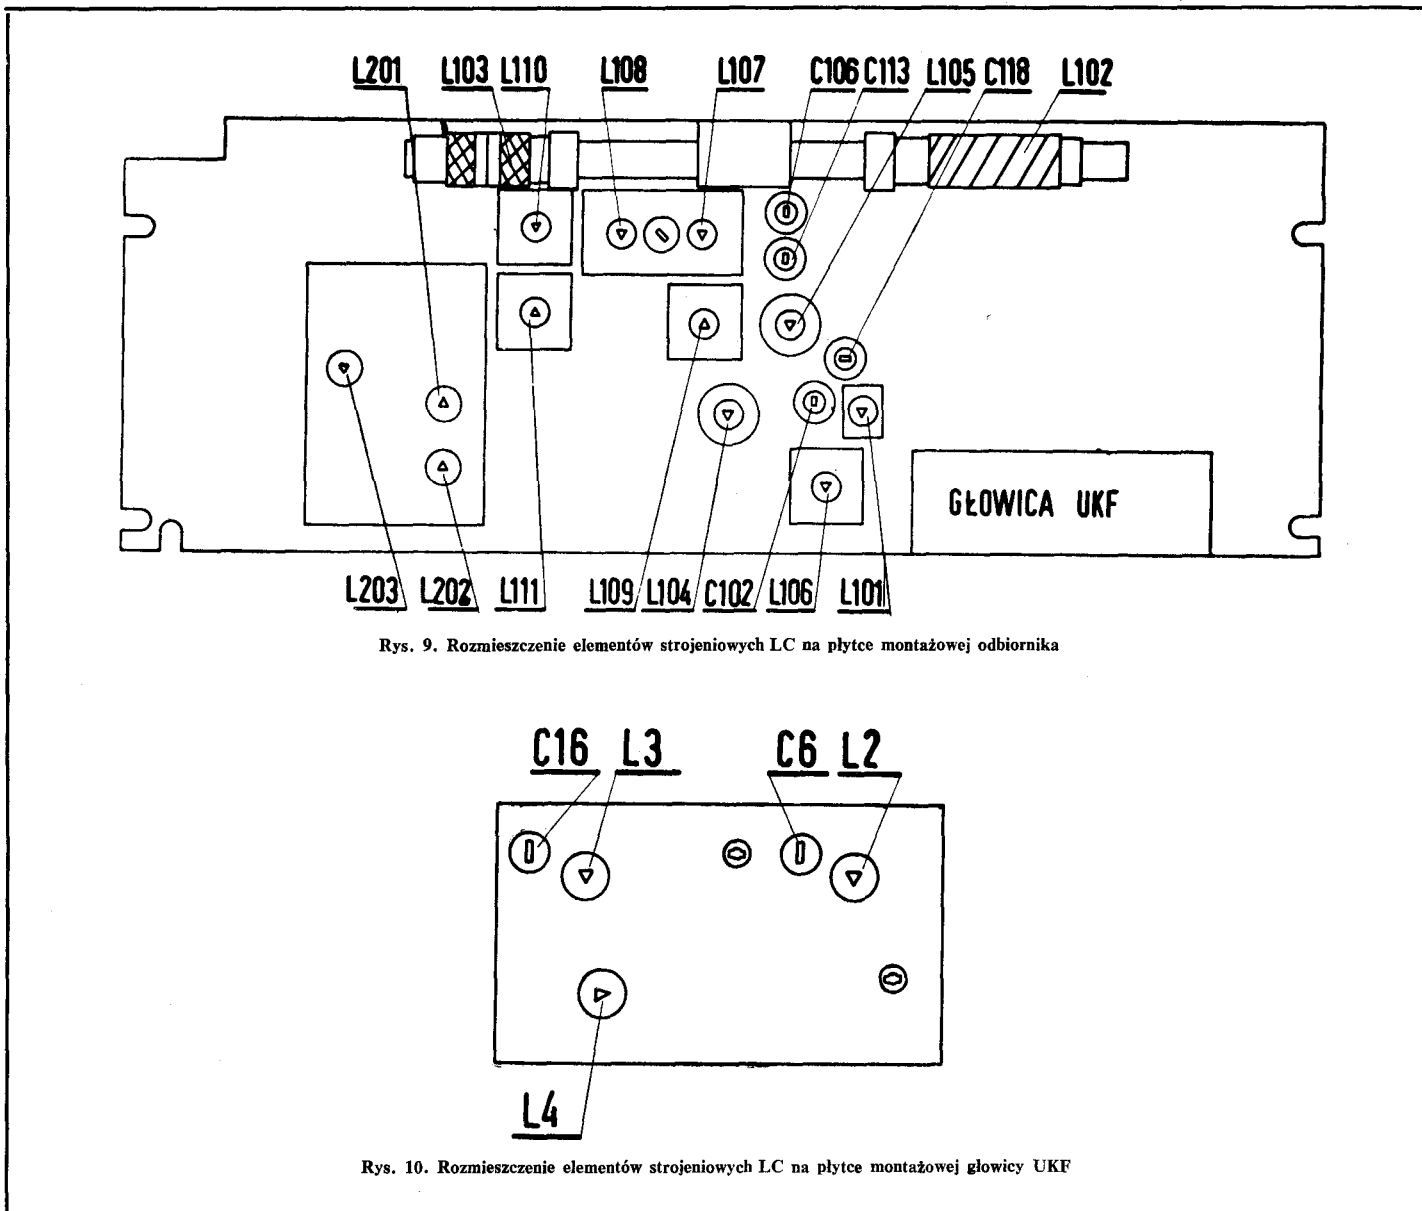 L201 L103 L110 L108 L107 C106 C113 L105 C118 L102
GŁOWICA UKF
L203 L202 L111 L109 L104 C102 L106 L101
Rys. 9. Rozmieszczenie elementów strojeniowych LC na płytce montażowej odbiornika
C16 L3 C6 L2
L4
Rys. 10. Rozmieszczenie elementów strojeniowych LC na płytce montażowej głowicy UKF